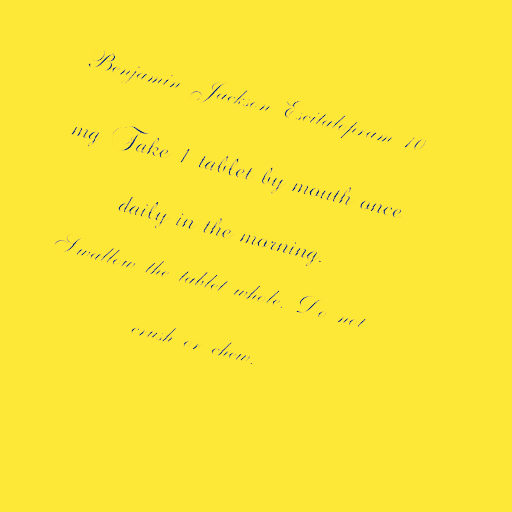 Benjamin Jackson Escitalopram 10
mg Take 1 tablet by mouth once
daily in the morning.
Swallow the tablet whole. Do not
crush or chew.